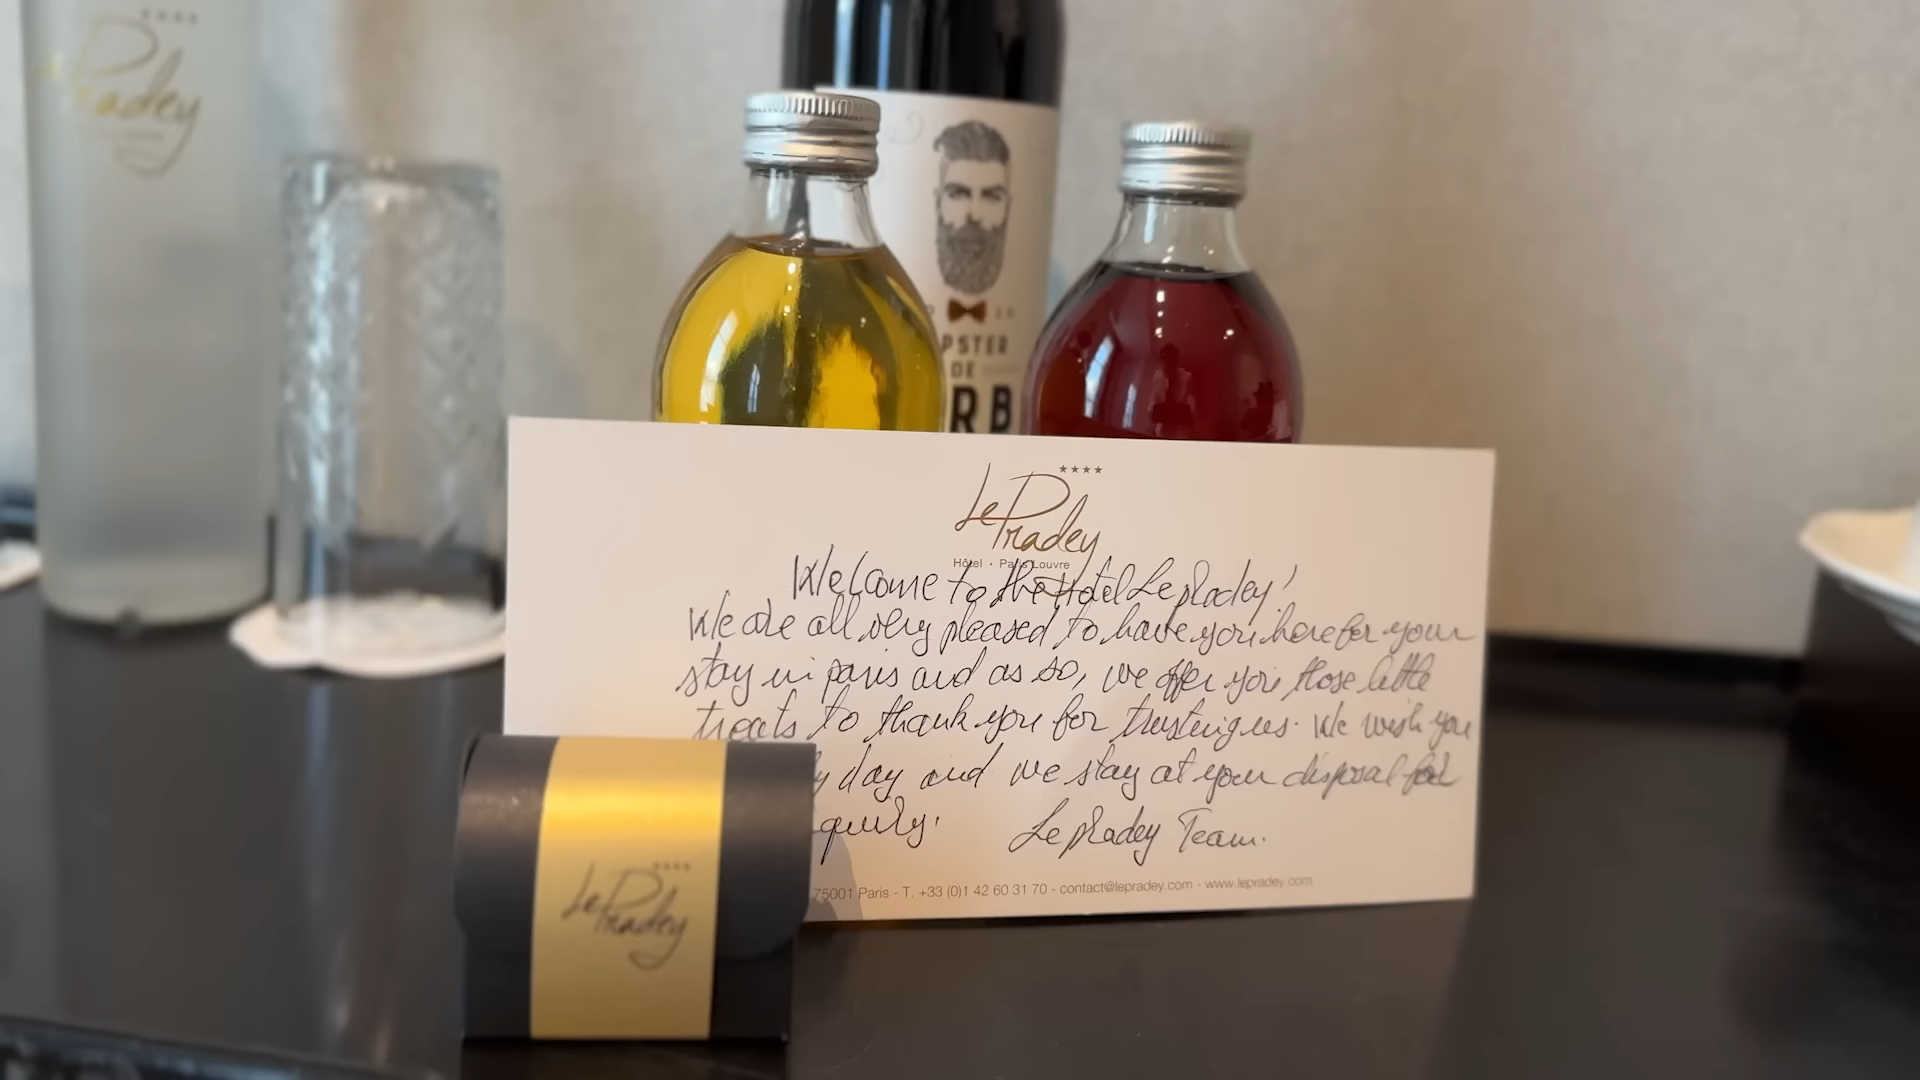 ★★★★
Le Pradey
PSTER
DE
RB
★★★★
Le Pradey
Hôtel • Paris Louvre
Welcome to the Hotel Le pradey!
We are all very pleased to have you here for your
stay in paris and as so, we offer you those little
treats to thank you for trusting us. We wish you
day and we stay at your disposal for
Le pradey Team.
75001 Paris - T. +33 (0)1 42 60 31 70 - contact@lepradey.com - www.lepradey.com
★★★★
Le Pradey